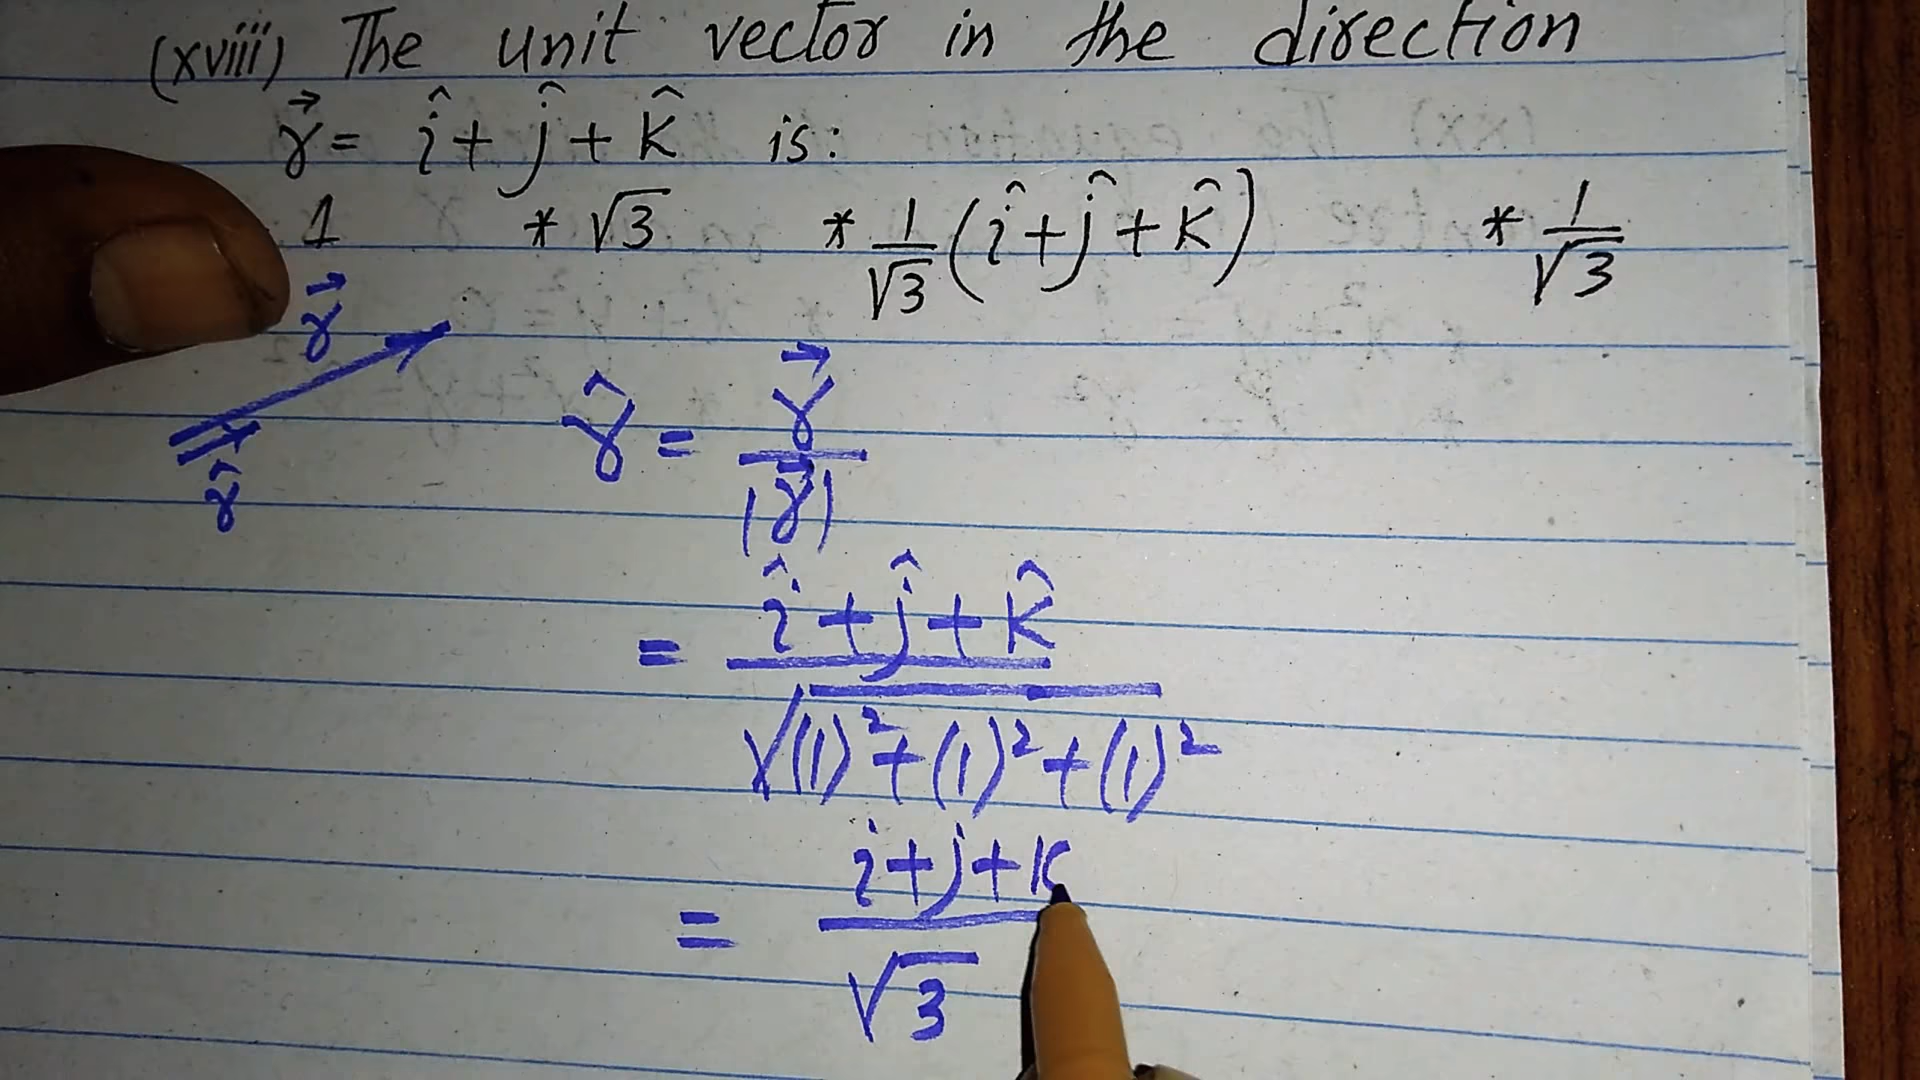 (xviii) The unit vector in the direction
r⃗ = î + ĵ + k̂ is:
1 * √3 * 1/√3 (î + ĵ + k̂) * 1/√3
r⃗
r̂
r̂ = r⃗ / |r⃗|
= î + ĵ + k̂ / √(1)² + (1)² + (1)²
= i + j + k / √3